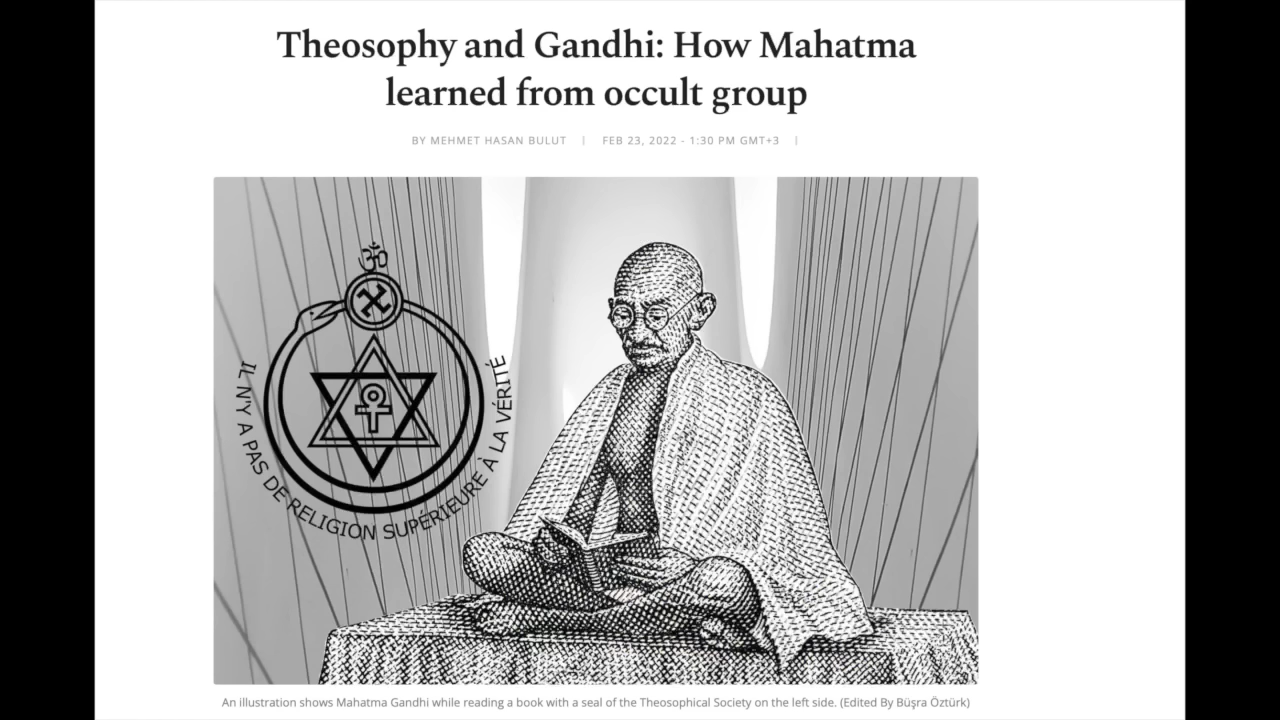 Theosophy and Gandhi: How Mahatma
learned from occult group
BY MEHMET HASAN BULUT | FEB 23, 2022 - 1:30 PM GMT+3 |
ॐ
IL N'Y A PAS DE RELIGION SUPÉRIEURE À LA VÉRITÉ
An illustration shows Mahatma Gandhi while reading a book with a seal of the Theosophical Society on the left side. (Edited By Büşra Öztürk)